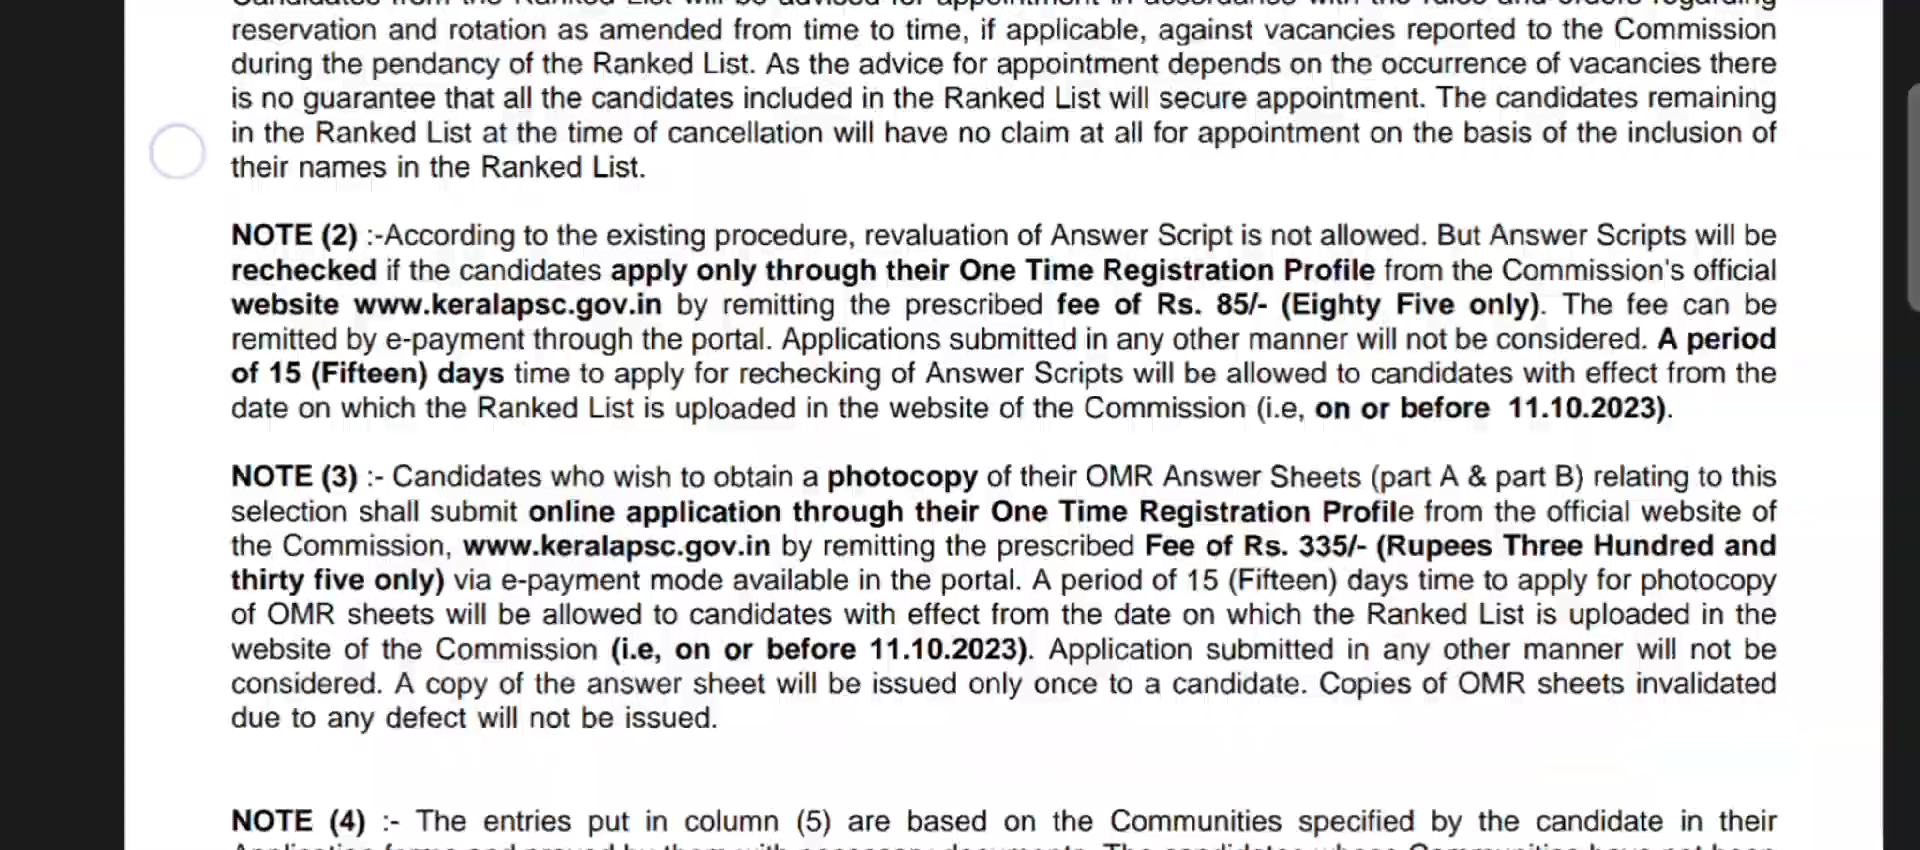 Candidates from the Ranked List will be advised for appointment in accordance with the rules and orders regarding
reservation and rotation as amended from time to time, if applicable, against vacancies reported to the Commission
during the pendancy of the Ranked List. As the advice for appointment depends on the occurrence of vacancies there
is no guarantee that all the candidates included in the Ranked List will secure appointment. The candidates remaining
in the Ranked List at the time of cancellation will have no claim at all for appointment on the basis of the inclusion of
their names in the Ranked List.
NOTE (2) :-According to the existing procedure, revaluation of Answer Script is not allowed. But Answer Scripts will be
rechecked if the candidates apply only through their One Time Registration Profile from the Commission's official
website www.keralapsc.gov.in by remitting the prescribed fee of Rs. 85/- (Eighty Five only). The fee can be
remitted by e-payment through the portal. Applications submitted in any other manner will not be considered. A period
of 15 (Fifteen) days time to apply for rechecking of Answer Scripts will be allowed to candidates with effect from the
date on which the Ranked List is uploaded in the website of the Commission (i.e, on or before 11.10.2023).
NOTE (3) :- Candidates who wish to obtain a photocopy of their OMR Answer Sheets (part A & part B) relating to this
selection shall submit online application through their One Time Registration Profile from the official website of
the Commission, www.keralapsc.gov.in by remitting the prescribed Fee of Rs. 335/- (Rupees Three Hundred and
thirty five only) via e-payment mode available in the portal. A period of 15 (Fifteen) days time to apply for photocopy
of OMR sheets will be allowed to candidates with effect from the date on which the Ranked List is uploaded in the
website of the Commission (i.e, on or before 11.10.2023). Application submitted in any other manner will not be
considered. A copy of the answer sheet will be issued only once to a candidate. Copies of OMR sheets invalidated
due to any defect will not be issued.
NOTE (4) :- The entries put in column (5) are based on the Communities specified by the candidate in their